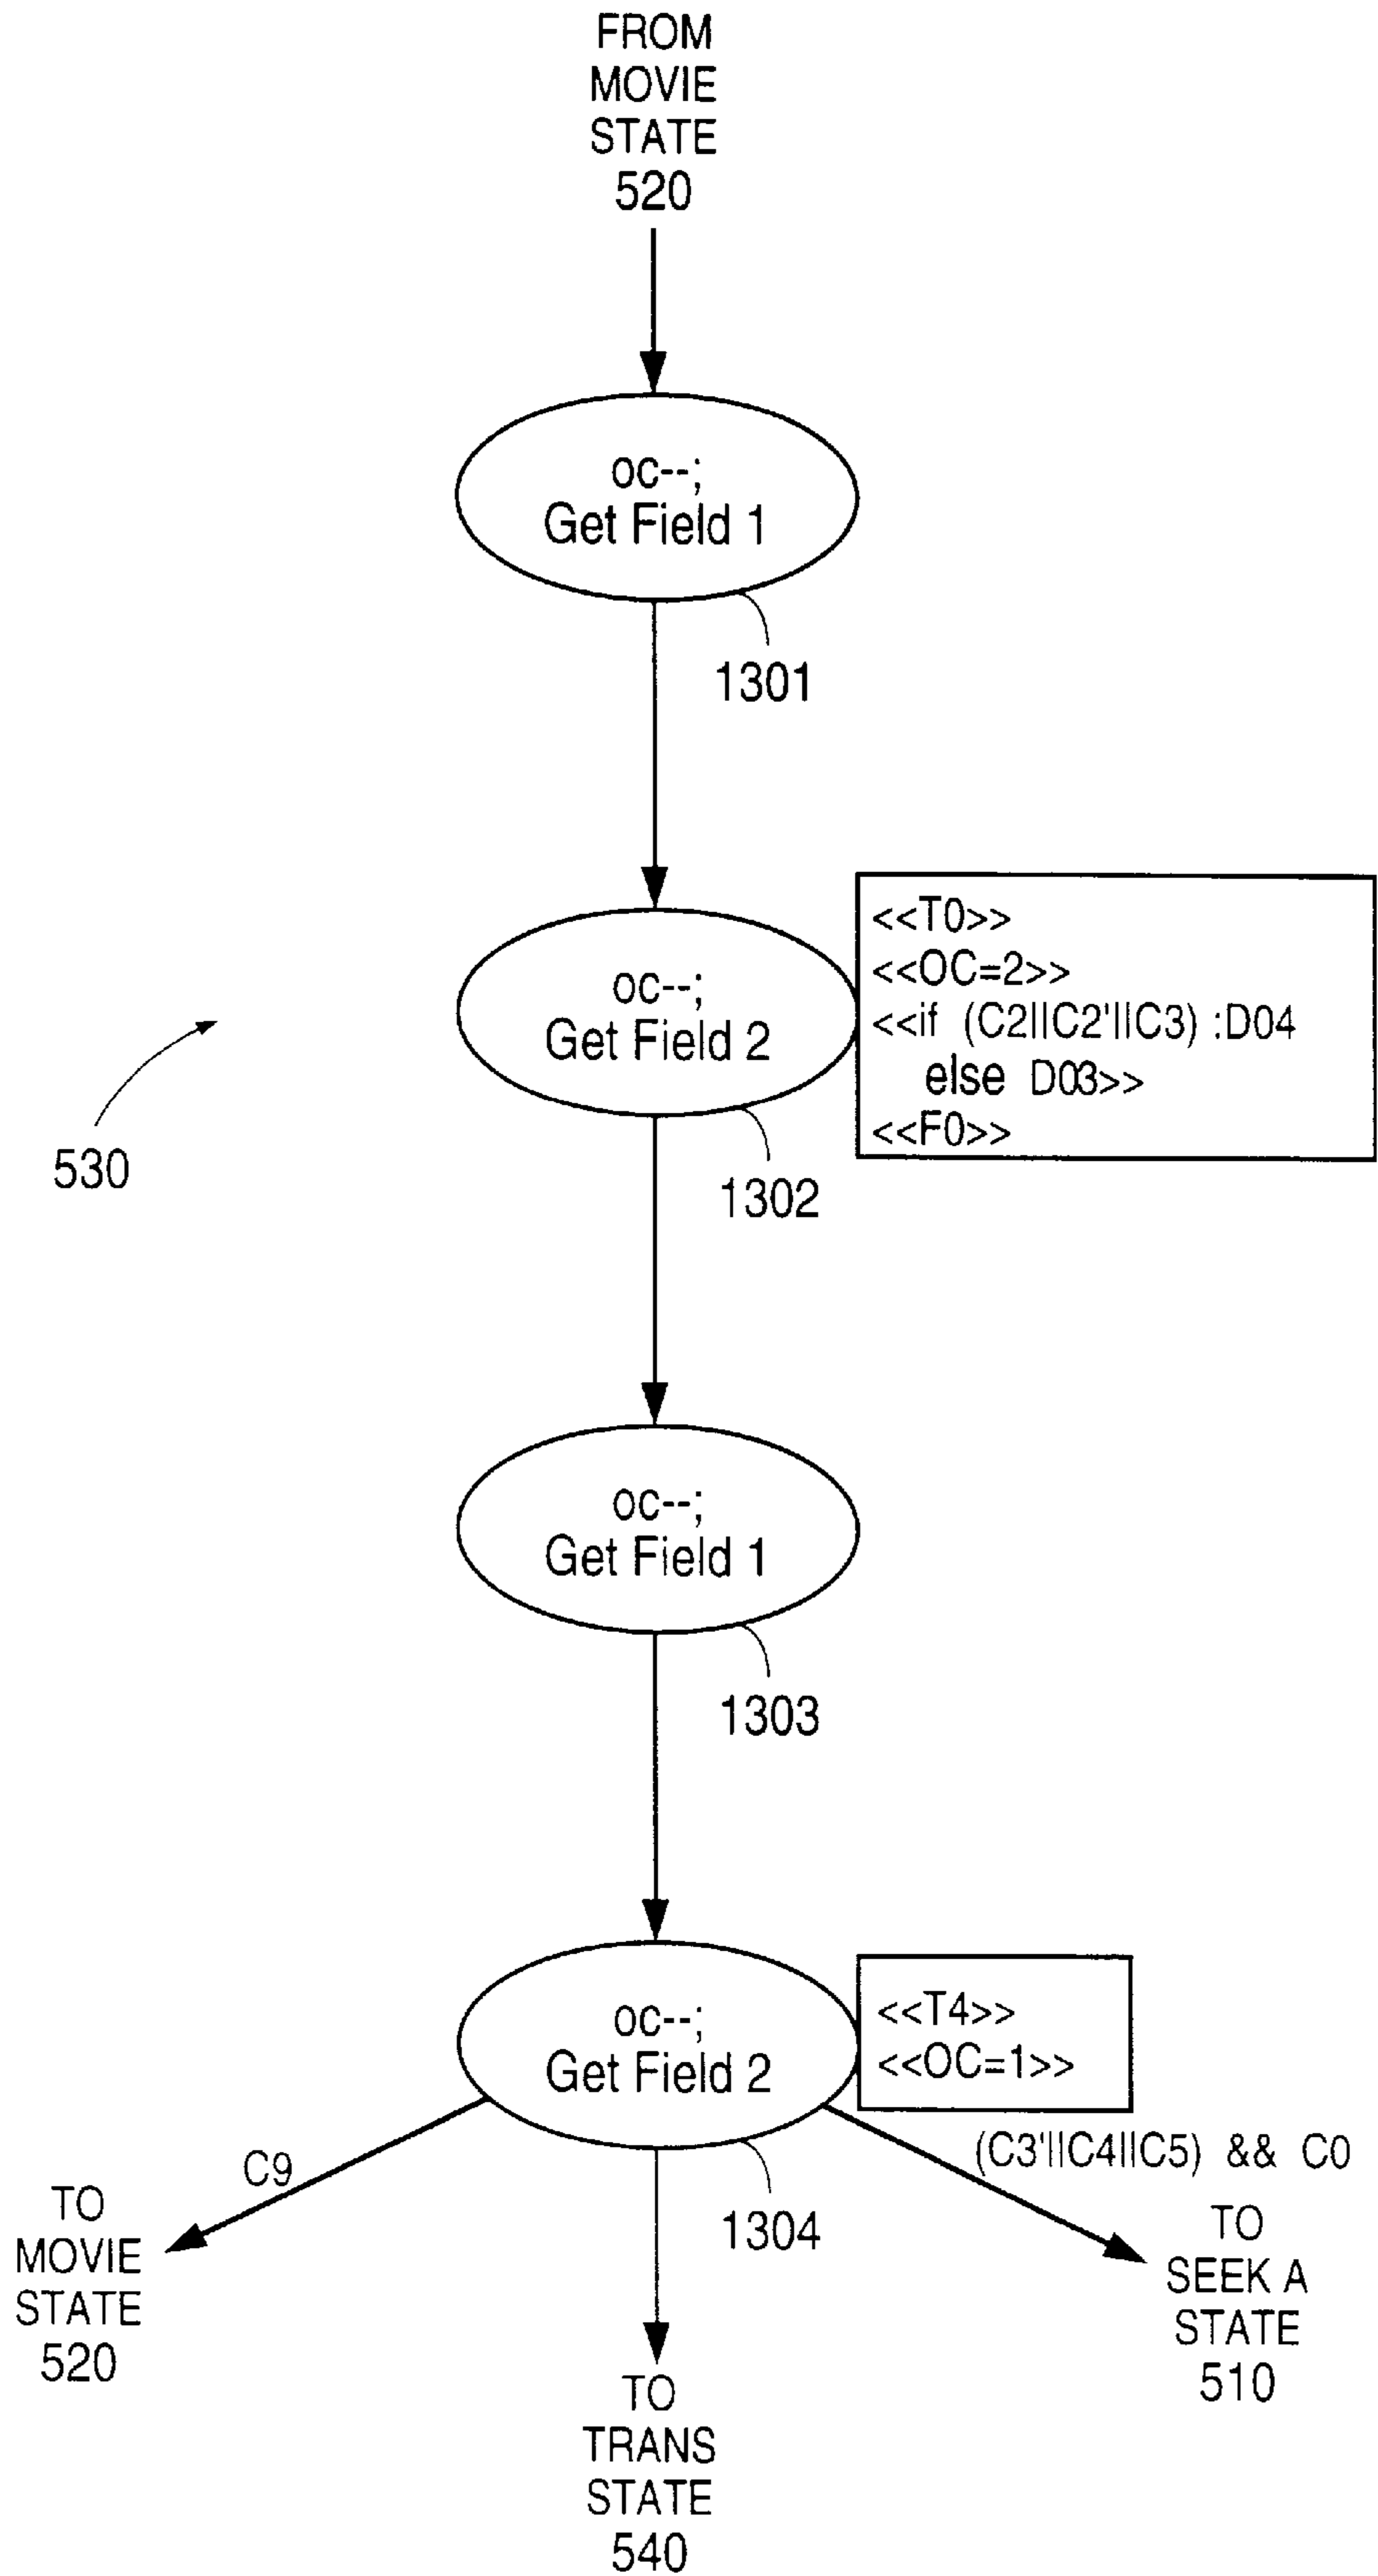 FROM
MOVIE
STATE
520
oc--;
Get Field 1
1301
oc--;
Get Field 2
1302
<<T0>>
<<OC=2>>
<<if (C2||C2'||C3) :D04
else D03>>
<<F0>>
530
oc--;
Get Field 1
1303
oc--;
Get Field 2
1304
<<T4>>
<<OC=1>>
C9
(C3'||C4||C5) && C0
TO
MOVIE
STATE
520
TO
TRANS
STATE
540
TO
SEEK A
STATE
510